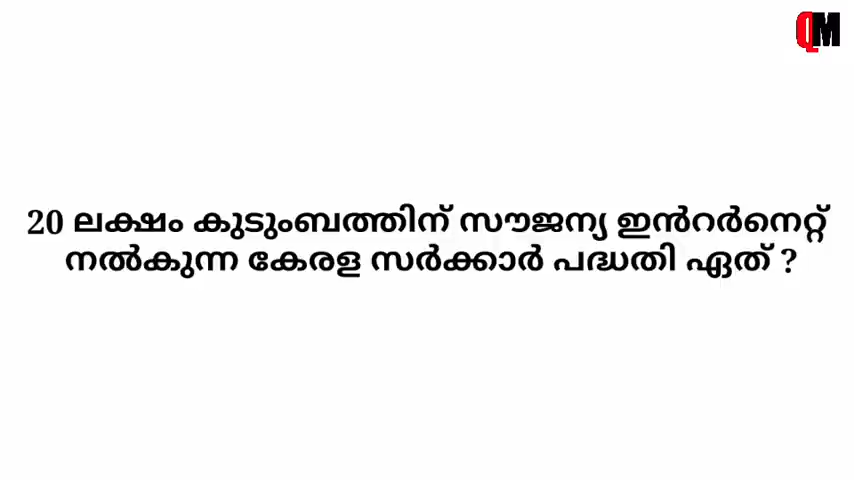 QM
20 ലക്ഷം കുടുംബത്തിന് സൗജന്യ ഇൻറർനെറ്റ്
നൽകുന്ന കേരള സർക്കാർ പദ്ധതി ഏത് ?